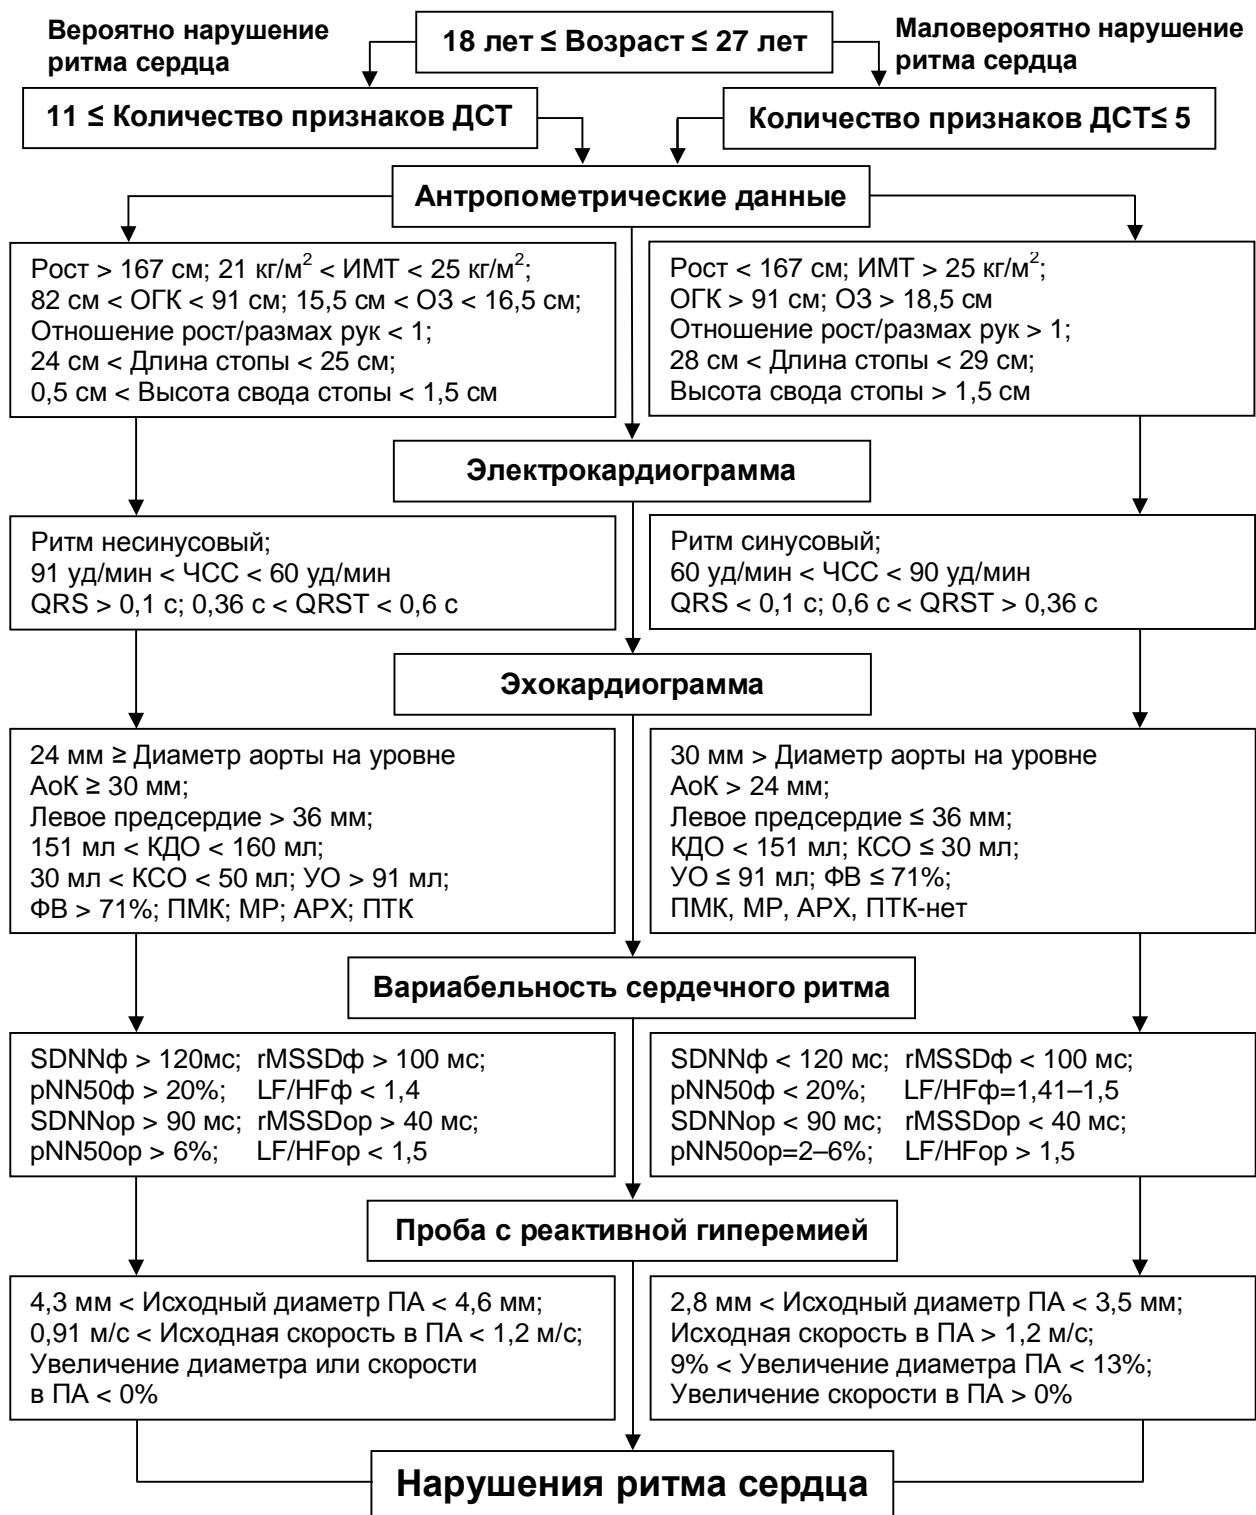 Вероятно нарушение
ритма сердца
18 лет ≤ Возраст ≤ 27 лет
Маловероятно нарушение
ритма сердца
11 ≤ Количество признаков ДСТ
Количество признаков ДСТ≤ 5
Антропометрические данные
Рост > 167 см; 21 кг/м² < ИМТ < 25 кг/м²;
82 см < ОГК < 91 см; 15,5 см < ОЗ < 16,5 см;
Отношение рост/размах рук < 1;
24 см < Длина стопы < 25 см;
0,5 см < Высота свода стопы < 1,5 см
Рост < 167 см; ИМТ > 25 кг/м²;
ОГК > 91 см; ОЗ > 18,5 см
Отношение рост/размах рук > 1;
28 см < Длина стопы < 29 см;
Высота свода стопы > 1,5 см
Электрокардиограмма
Ритм несинусовый;
91 уд/мин < ЧСС < 60 уд/мин
QRS > 0,1 с; 0,36 с < QRST < 0,6 с
Ритм синусовый;
60 уд/мин < ЧСС < 90 уд/мин
QRS < 0,1 с; 0,6 с < QRST > 0,36 с
Эхокардиограмма
24 мм ≥ Диаметр аорты на уровне
АоК ≥ 30 мм;
Левое предсердие > 36 мм;
151 мл < КДО < 160 мл;
30 мл < КСО < 50 мл; УО > 91 мл;
ФВ > 71%; ПМК; МР; АРХ; ПТК
30 мм > Диаметр аорты на уровне
АоК > 24 мм;
Левое предсердие ≤ 36 мм;
КДО < 151 мл; КСО ≤ 30 мл;
УО ≤ 91 мл; ФВ ≤ 71%;
ПМК, МР, АРХ, ПТК-нет
Вариабельность сердечного ритма
SDNNф > 120мс; rMSSDф > 100 мс;
pNN50ф > 20%; LF/HFф < 1,4
SDNNор > 90 мс; rMSSDор > 40 мс;
pNN50ор > 6%; LF/HFор < 1,5
SDNNф < 120 мс; rMSSDф < 100 мс;
pNN50ф < 20%; LF/HFф=1,41–1,5
SDNNор < 90 мс; rMSSDор < 40 мс;
pNN50ор=2–6%; LF/HFор > 1,5
Проба с реактивной гиперемией
4,3 мм < Исходный диаметр ПА < 4,6 мм;
0,91 м/с < Исходная скорость в ПА < 1,2 м/с;
Увеличение диаметра или скорости
в ПА < 0%
2,8 мм < Исходный диаметр ПА < 3,5 мм;
Исходная скорость в ПА > 1,2 м/с;
9% < Увеличение диаметра ПА < 13%;
Увеличение скорости в ПА > 0%
Нарушения ритма сердца